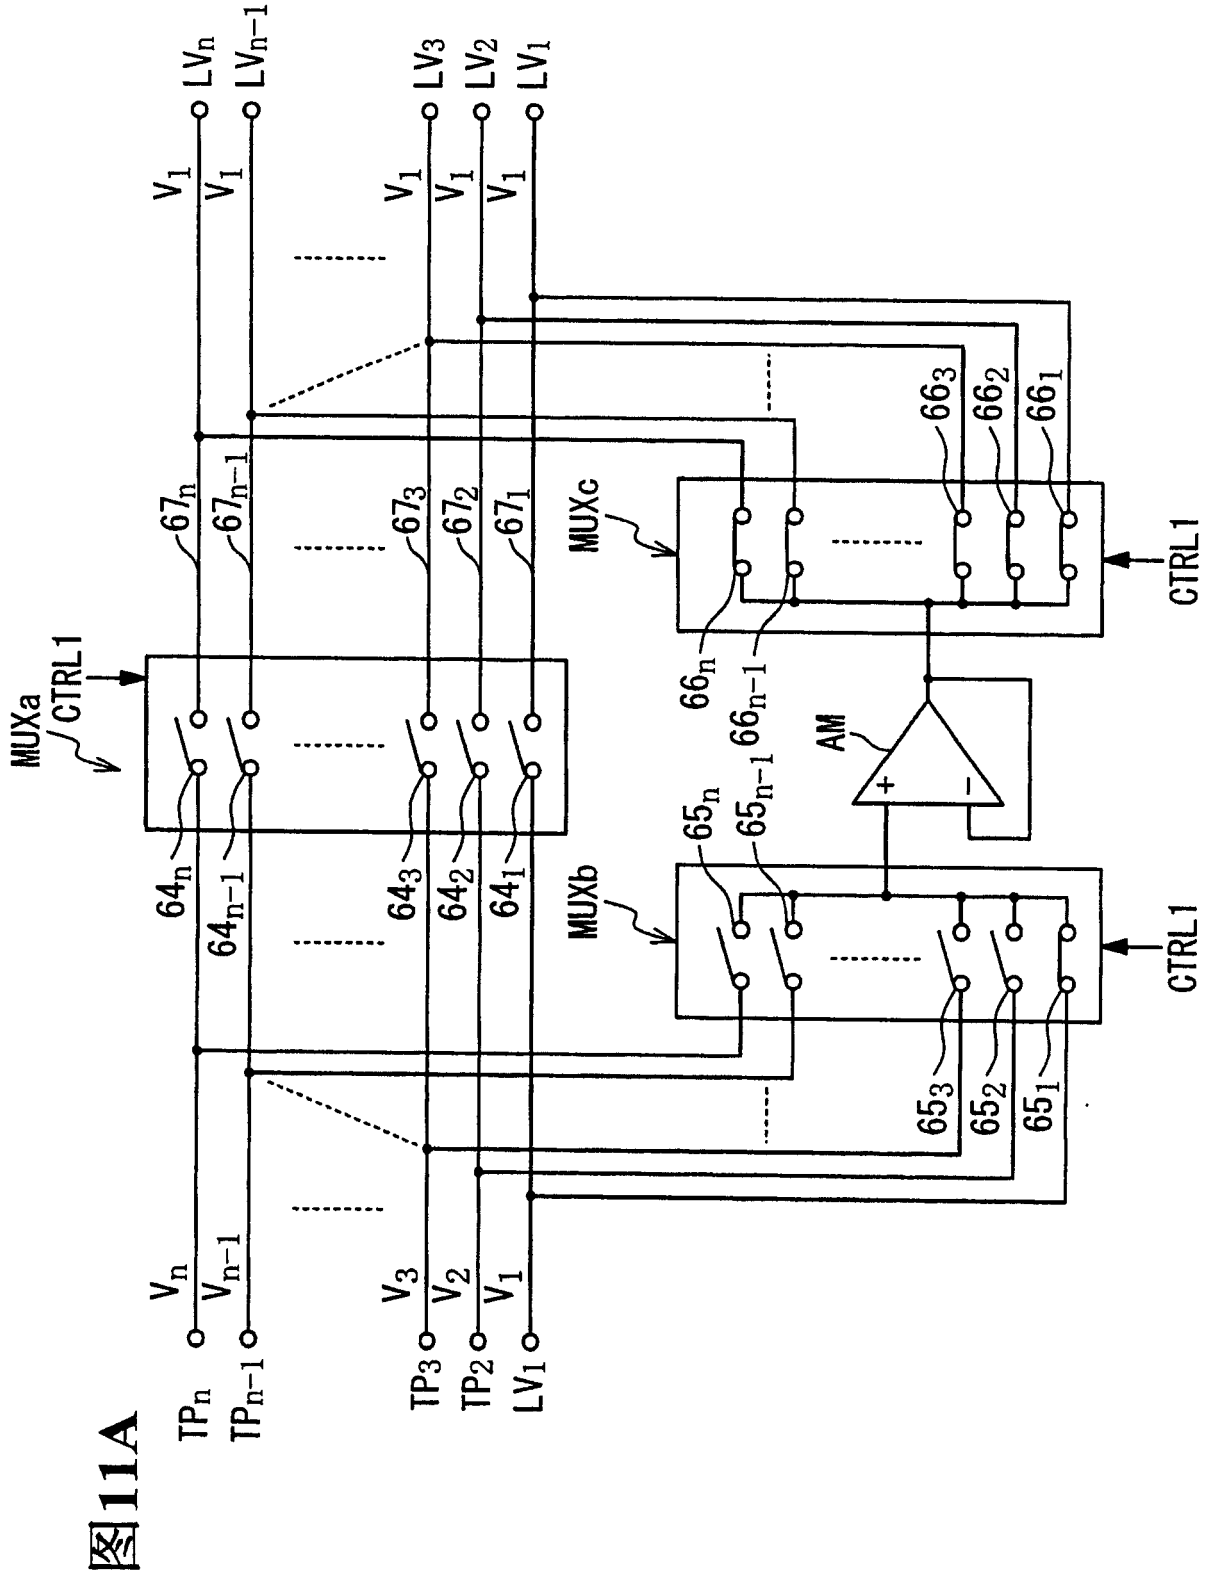 图11A
MUXa
CTRL1
TPn
Vn
64n
67n
V1
LVn
TPn-1
Vn-1
64n-1
67n-1
V1
LVn-1
TP3
V3
643
673
V1
LV3
TP2
V2
642
672
V1
LV2
LV1
V1
641
671
V1
LV1
MUXb
65n
65n-1
653
652
651
CTRL1
AM
+
−
MUXc
66n
66n-1
663
662
661
CTRL1